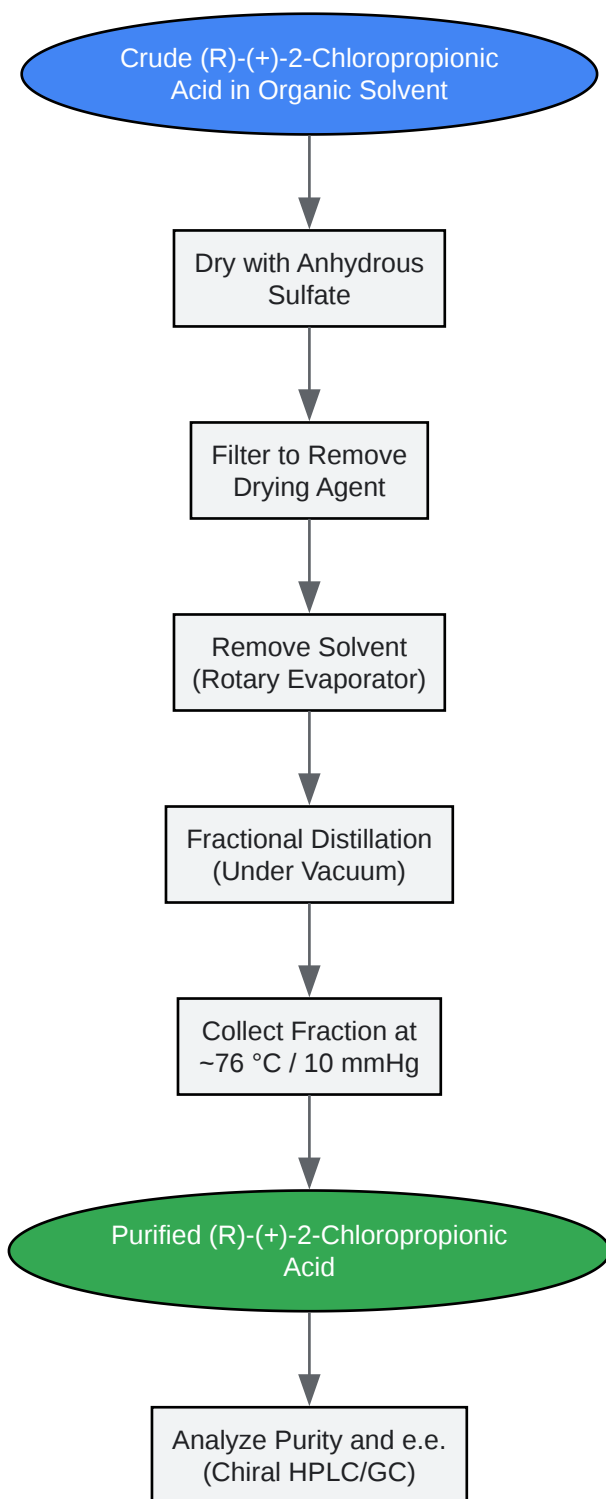 Crude (R)-(+)-2-Chloropropionic
Acid in Organic Solvent
Dry with Anhydrous
Sulfate
Filter to Remove
Drying Agent
Remove Solvent
(Rotary Evaporator)
Fractional Distillation
(Under Vacuum)
Collect Fraction at
~76 °C / 10 mmHg
Purified (R)-(+)-2-Chloropropionic
Acid
Analyze Purity and e.e.
(Chiral HPLC/GC)